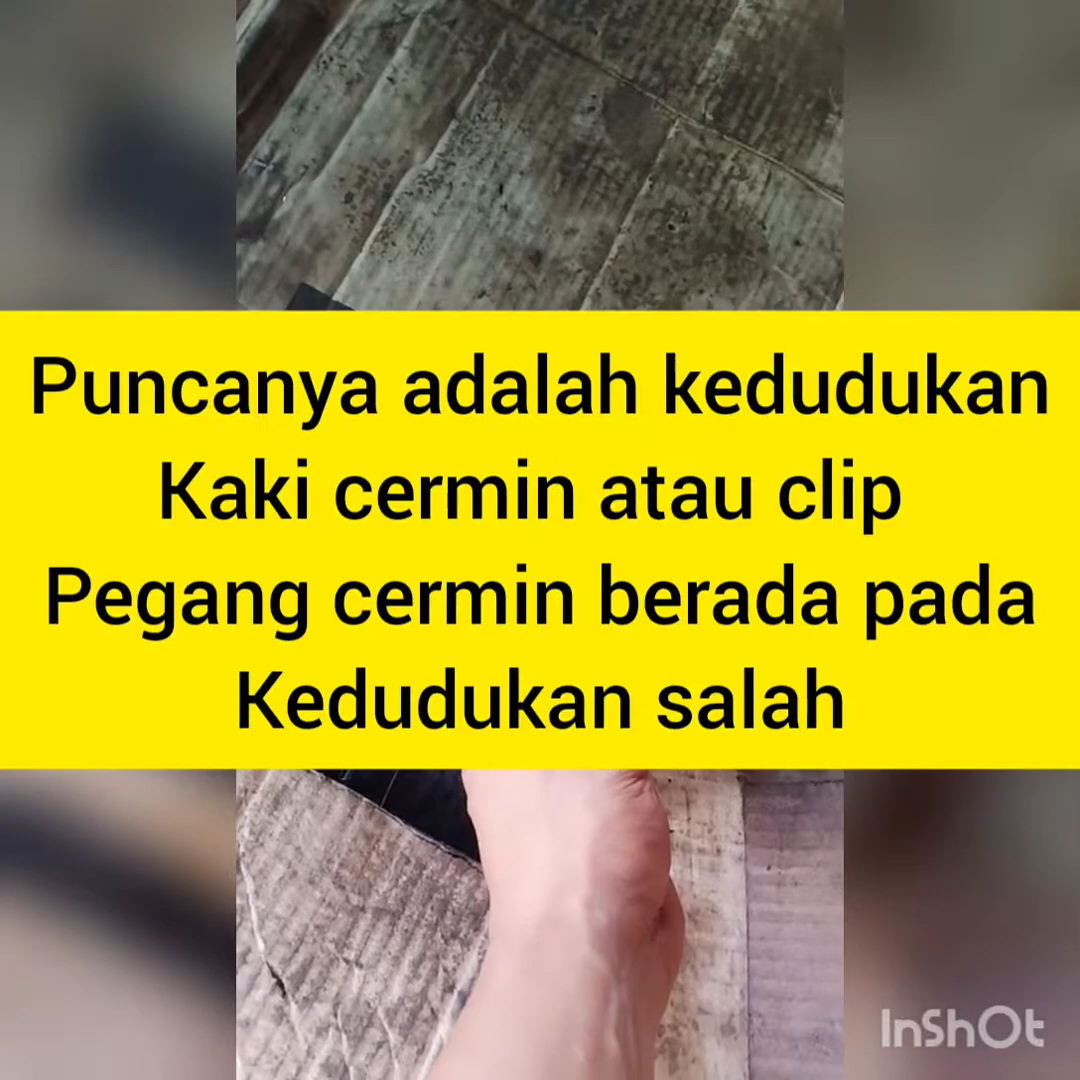 Puncanya adalah kedudukan
Kaki cermin atau clip
Pegang cermin berada pada
Kedudukan salah
InShOt